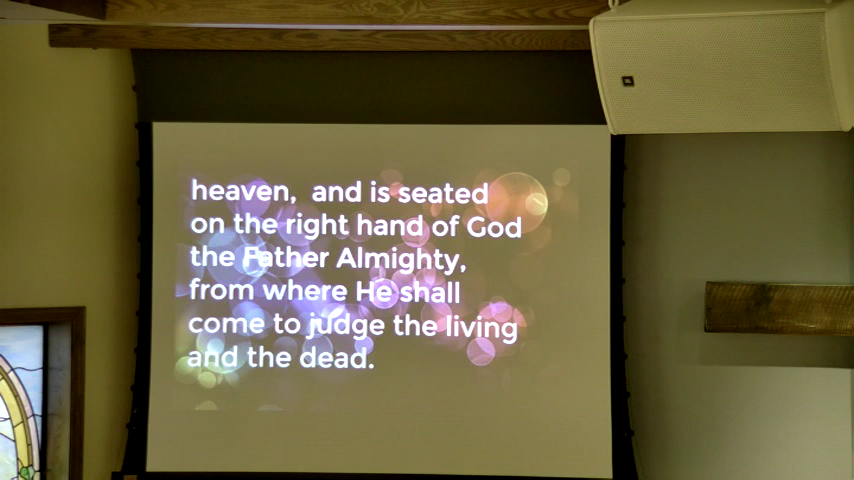 heaven,  and is seated
on the right hand of God
the Father Almighty,
from where He shall
come to judge the living
and the dead.